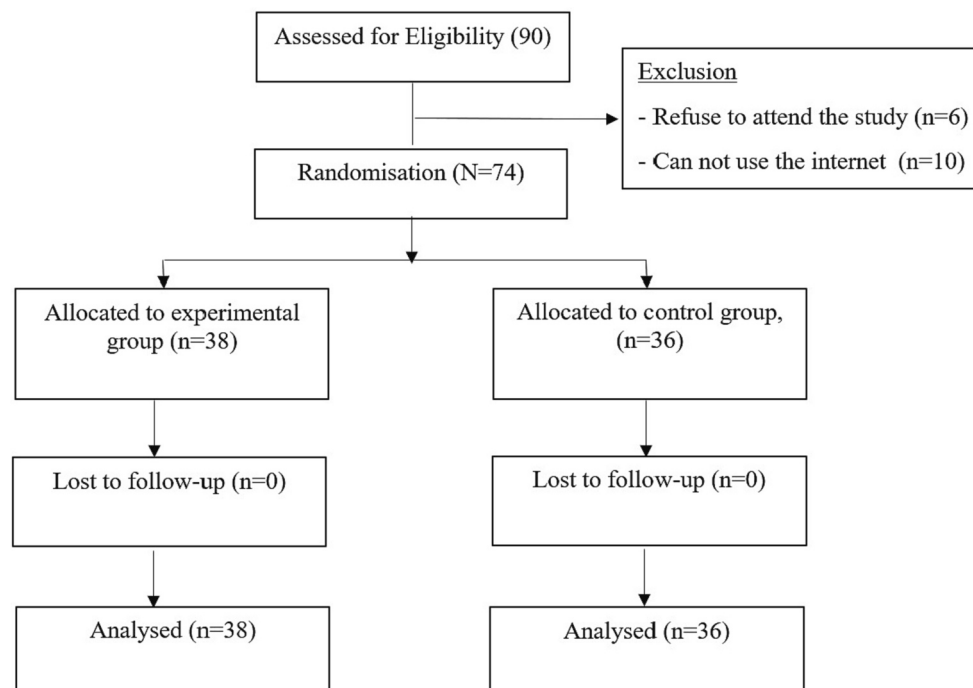 Assessed for Eligibility (90)
Exclusion
- Refuse to attend the study (n=6)
- Can not use the internet (n=10)
Randomisation (N=74)
Allocated to experimental
group (n=38)
Allocated to control group,
(n=36)
Lost to follow-up (n=0)
Lost to follow-up (n=0)
Analysed (n=38)
Analysed (n=36)